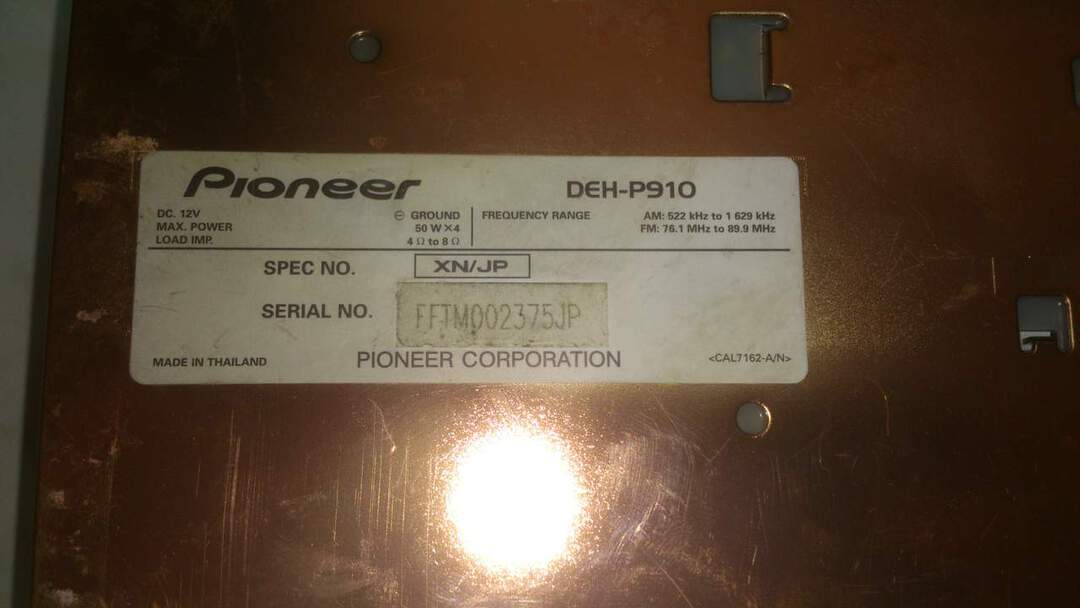 Pioneer DEH-P910
DC. 12V ⊖ GROUND FREQUENCY RANGE AM: 522 kHz to 1 629 kHz
MAX. POWER 50 W×4 FM: 76.1 MHz to 89.9 MHz
LOAD IMP. 4 Ω to 8 Ω
SPEC NO. XN/JP
SERIAL NO. FFTM002375JP
MADE IN THAILAND PIONEER CORPORATION <CAL7162-A/N>